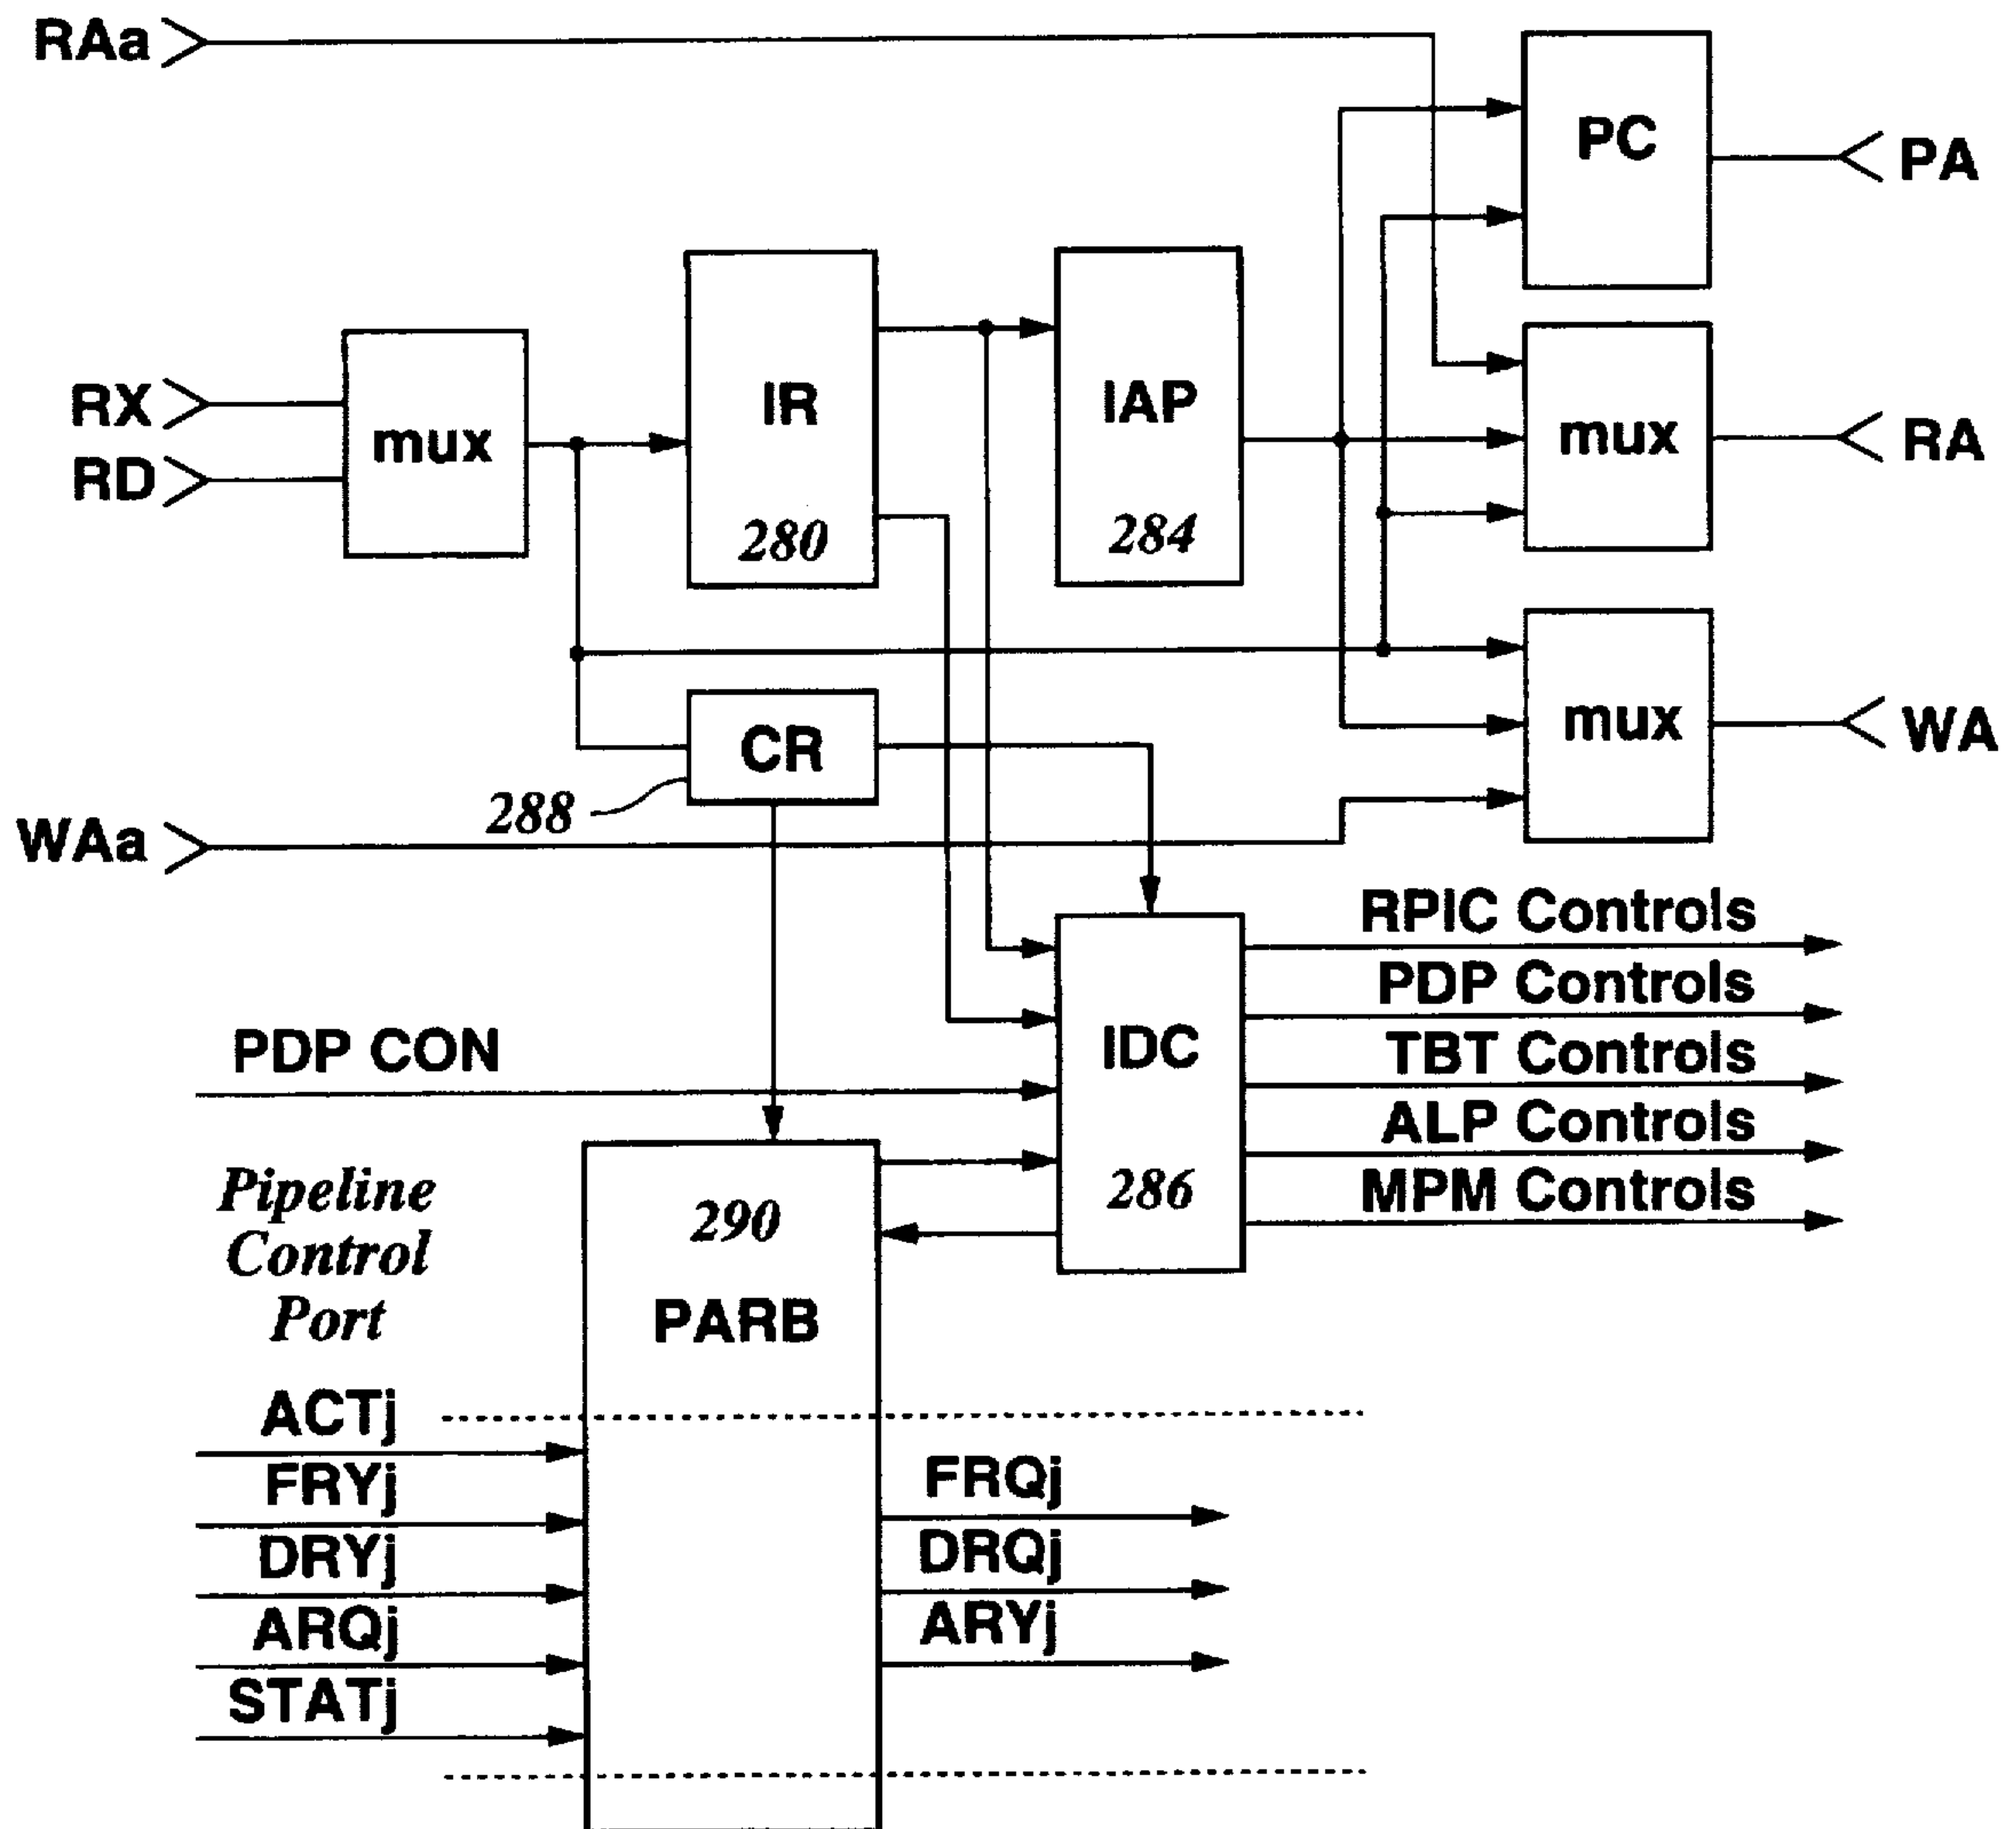 RAa
PC
PA
RX
RD
mux
IR
280
IAP
284
mux
RA
mux
WA
CR
288
WAa
RPIC Controls
PDP Controls
TBT Controls
ALP Controls
MPM Controls
PDP CON
IDC
286
Pipeline
Control
Port
290
PARB
ACTj
FRYj
DRYj
ARQj
STATj
FRQj
DRQj
ARYj